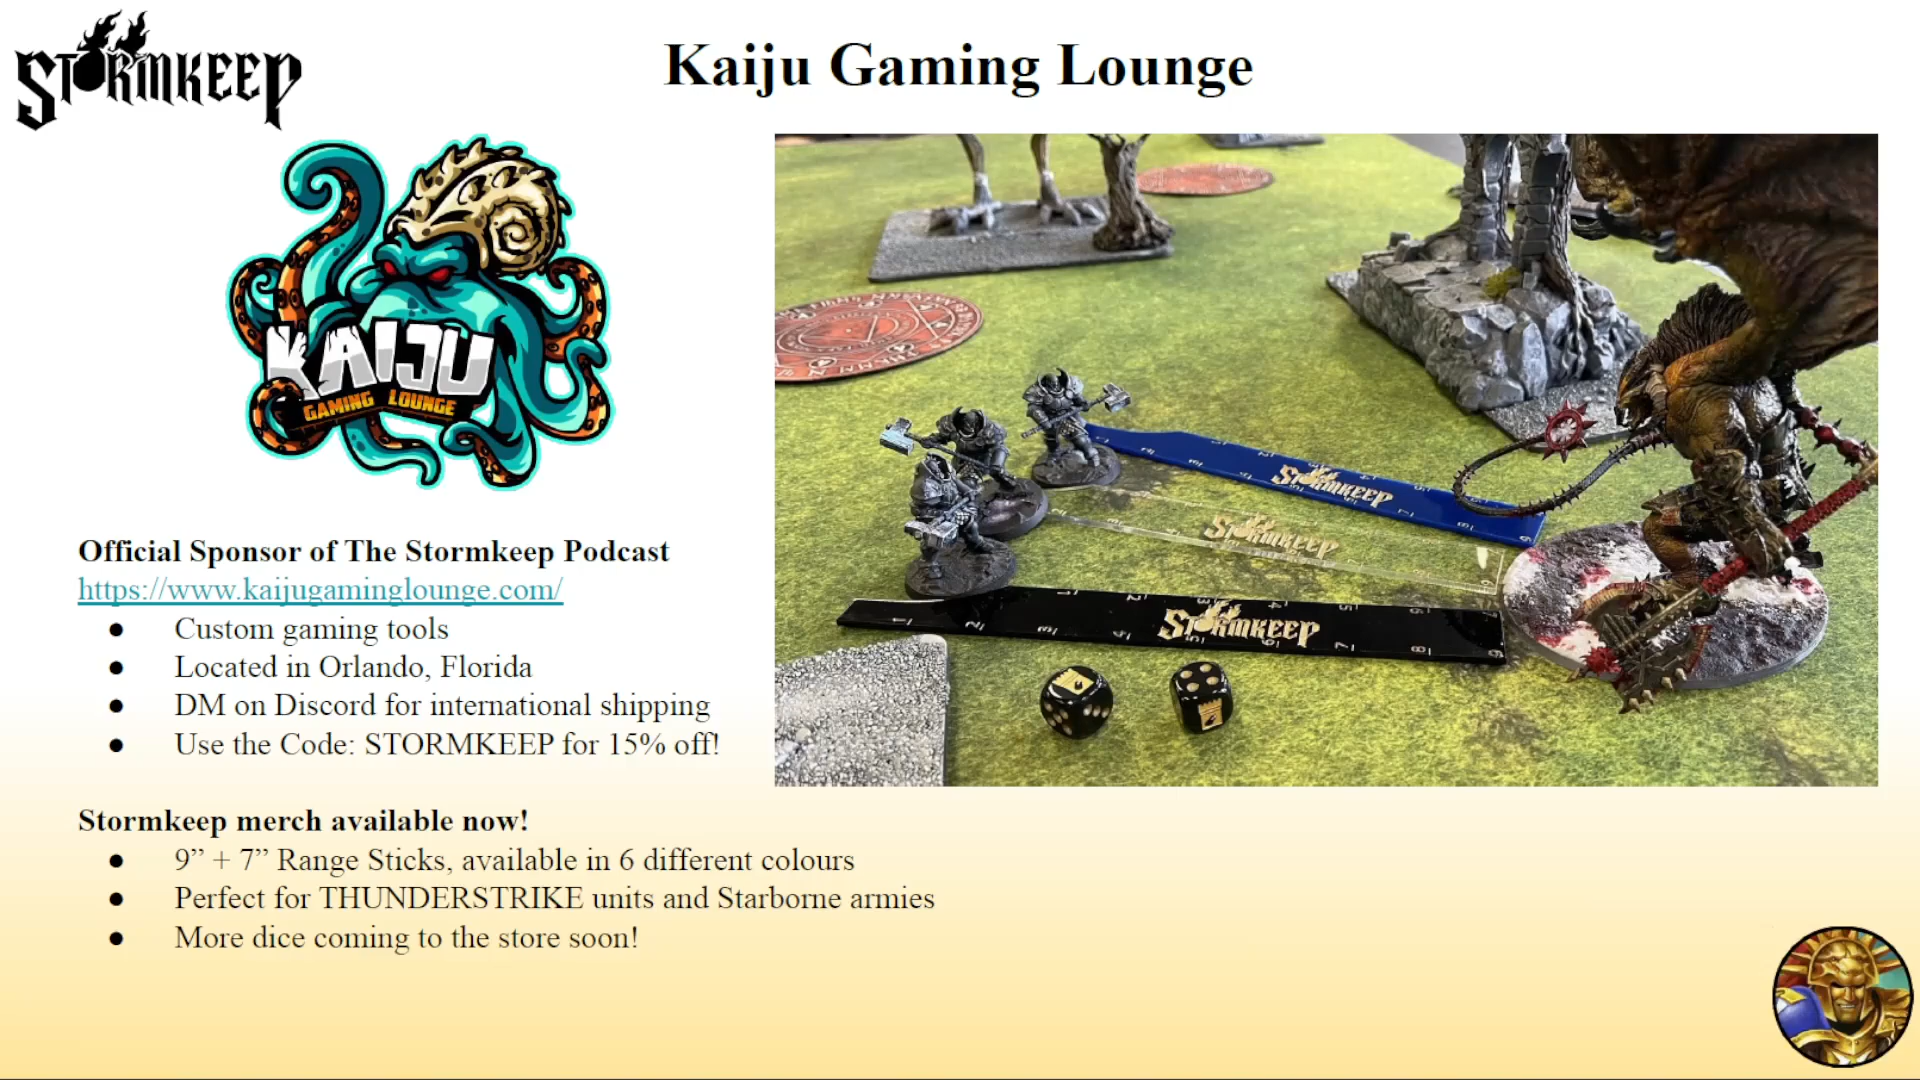 STORMKEEP
Kaiju Gaming Lounge
KAIJU
GAMING LOUNGE
STORMKEEP
STORMKEEP
STORMKEEP
Official Sponsor of The Stormkeep Podcast
https://www.kaijugaminglounge.com/
● Custom gaming tools
● Located in Orlando, Florida
● DM on Discord for international shipping
● Use the Code: STORMKEEP for 15% off!
Stormkeep merch available now!
● 9” + 7” Range Sticks, available in 6 different colours
● Perfect for THUNDERSTRIKE units and Starborne armies
● More dice coming to the store soon!